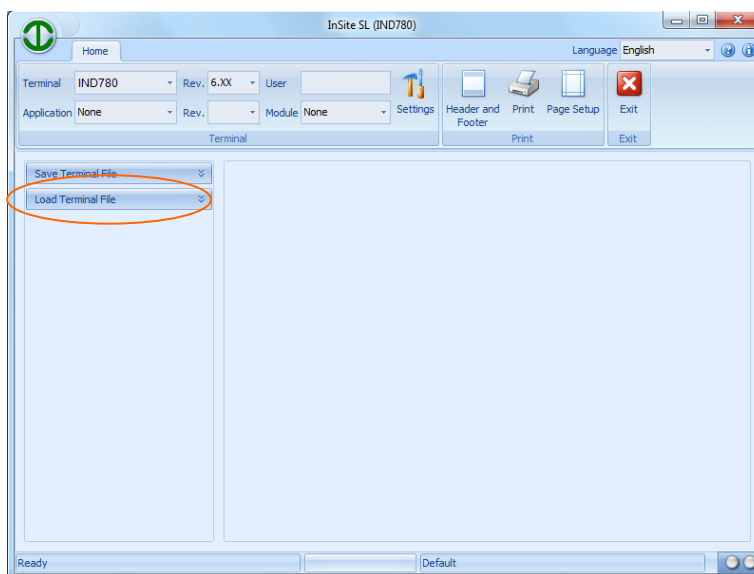 InSite SL (IND780)
Home
Language English
Terminal IND780 Rev. 6.XX User
Application None Rev. Module None
Settings
Header and Footer
Print
Page Setup
Exit
Terminal
Print
Exit
Save Terminal File
Load Terminal File
Ready
Default